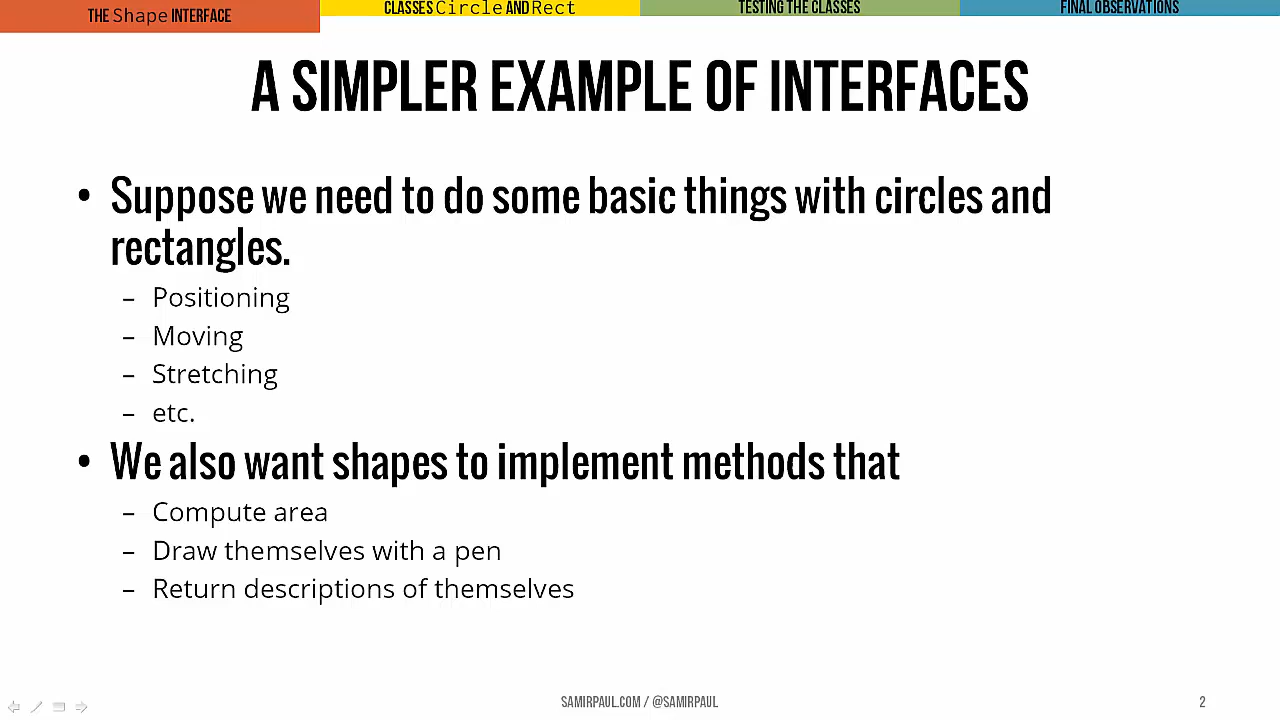 THE Shape INTERFACE
CLASSES Circle AND Rect
TESTING THE CLASSES
FINAL OBSERVATIONS
A SIMPLER EXAMPLE OF INTERFACES
• Suppose we need to do some basic things with circles and
rectangles.
– Positioning
– Moving
– Stretching
– etc.
• We also want shapes to implement methods that
– Compute area
– Draw themselves with a pen
– Return descriptions of themselves
SAMIRPAUL.COM / @SAMIRPAUL
2